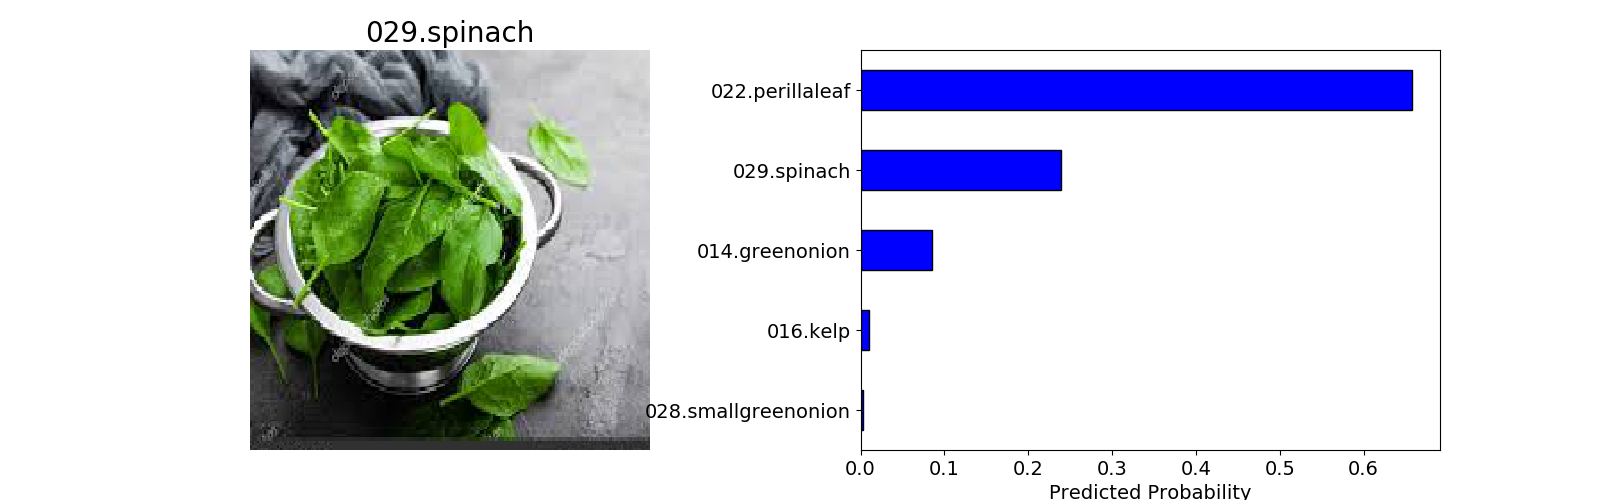 029.spinach
022.perillaleaf
029.spinach
014.greenonion
016.kelp
028.smallgreenonion
0.0 0.1 0.2 0.3 0.4 0.5 0.6
Predicted Probability